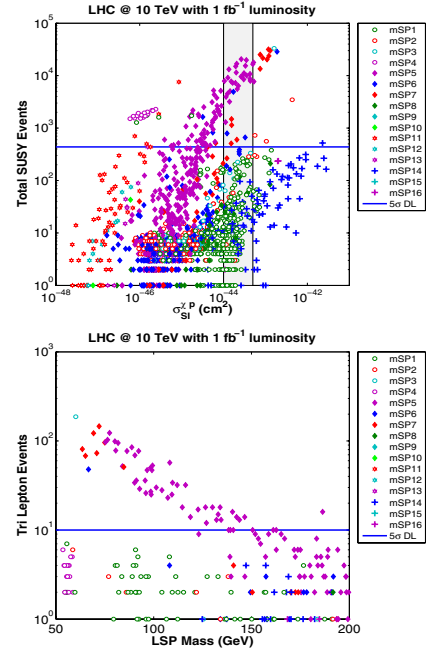 LHC @ 10 TeV with 1 fb⁻¹ luminosity
Total SUSY Events
10⁵
10⁴
10³
10²
10¹
10⁰
10⁻⁴⁸
10⁻⁴⁶
10⁻⁴⁴
10⁻⁴²
σ_SI^χp (cm²)
mSP1
mSP2
mSP3
mSP4
mSP5
mSP6
mSP7
mSP8
mSP9
mSP10
mSP11
mSP12
mSP13
mSP14
mSP15
mSP16
5σ DL
LHC @ 10 TeV with 1 fb⁻¹ luminosity
Tri Lepton Events
10³
10²
10¹
10⁰
50
100
150
200
LSP Mass (GeV)
mSP1
mSP2
mSP3
mSP4
mSP5
mSP6
mSP7
mSP8
mSP9
mSP10
mSP11
mSP12
mSP13
mSP14
mSP15
mSP16
5σ DL